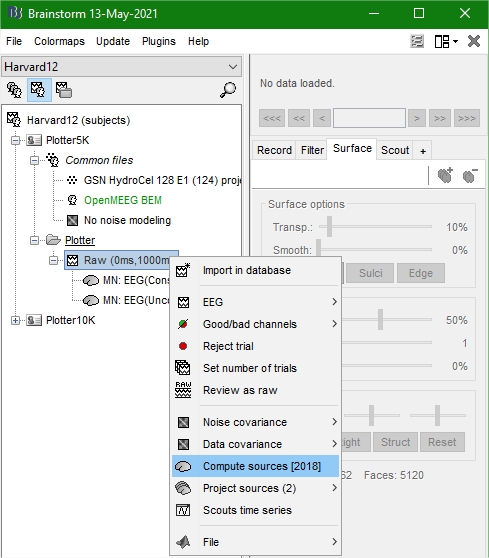 Brainstorm 13-May-2021
File Colormaps Update Plugins Help
Harvard12
No data loaded.
<<< << < > >> >>>
Harvard12 (subjects)
Plotter5K
Common files
GSN HydroCel 128 E1 (124) proj
OpenMEEG BEM
No noise modeling
Plotter
Raw (0ms,1000m
MN: EEG(Cons
MN: EEG(Unco
Plotter10K
Record Filter Surface Scout +
Surface options
Transp.: 10%
Smooth: 0%
Sulci Edge
50%
1
0%
Struct Reset
Faces: 5120
Import in database
EEG
Good/bad channels
Reject trial
Set number of trials
RAW Review as raw
Noise covariance
Data covariance
Compute sources [2018]
Project sources (2)
Scouts time series
File